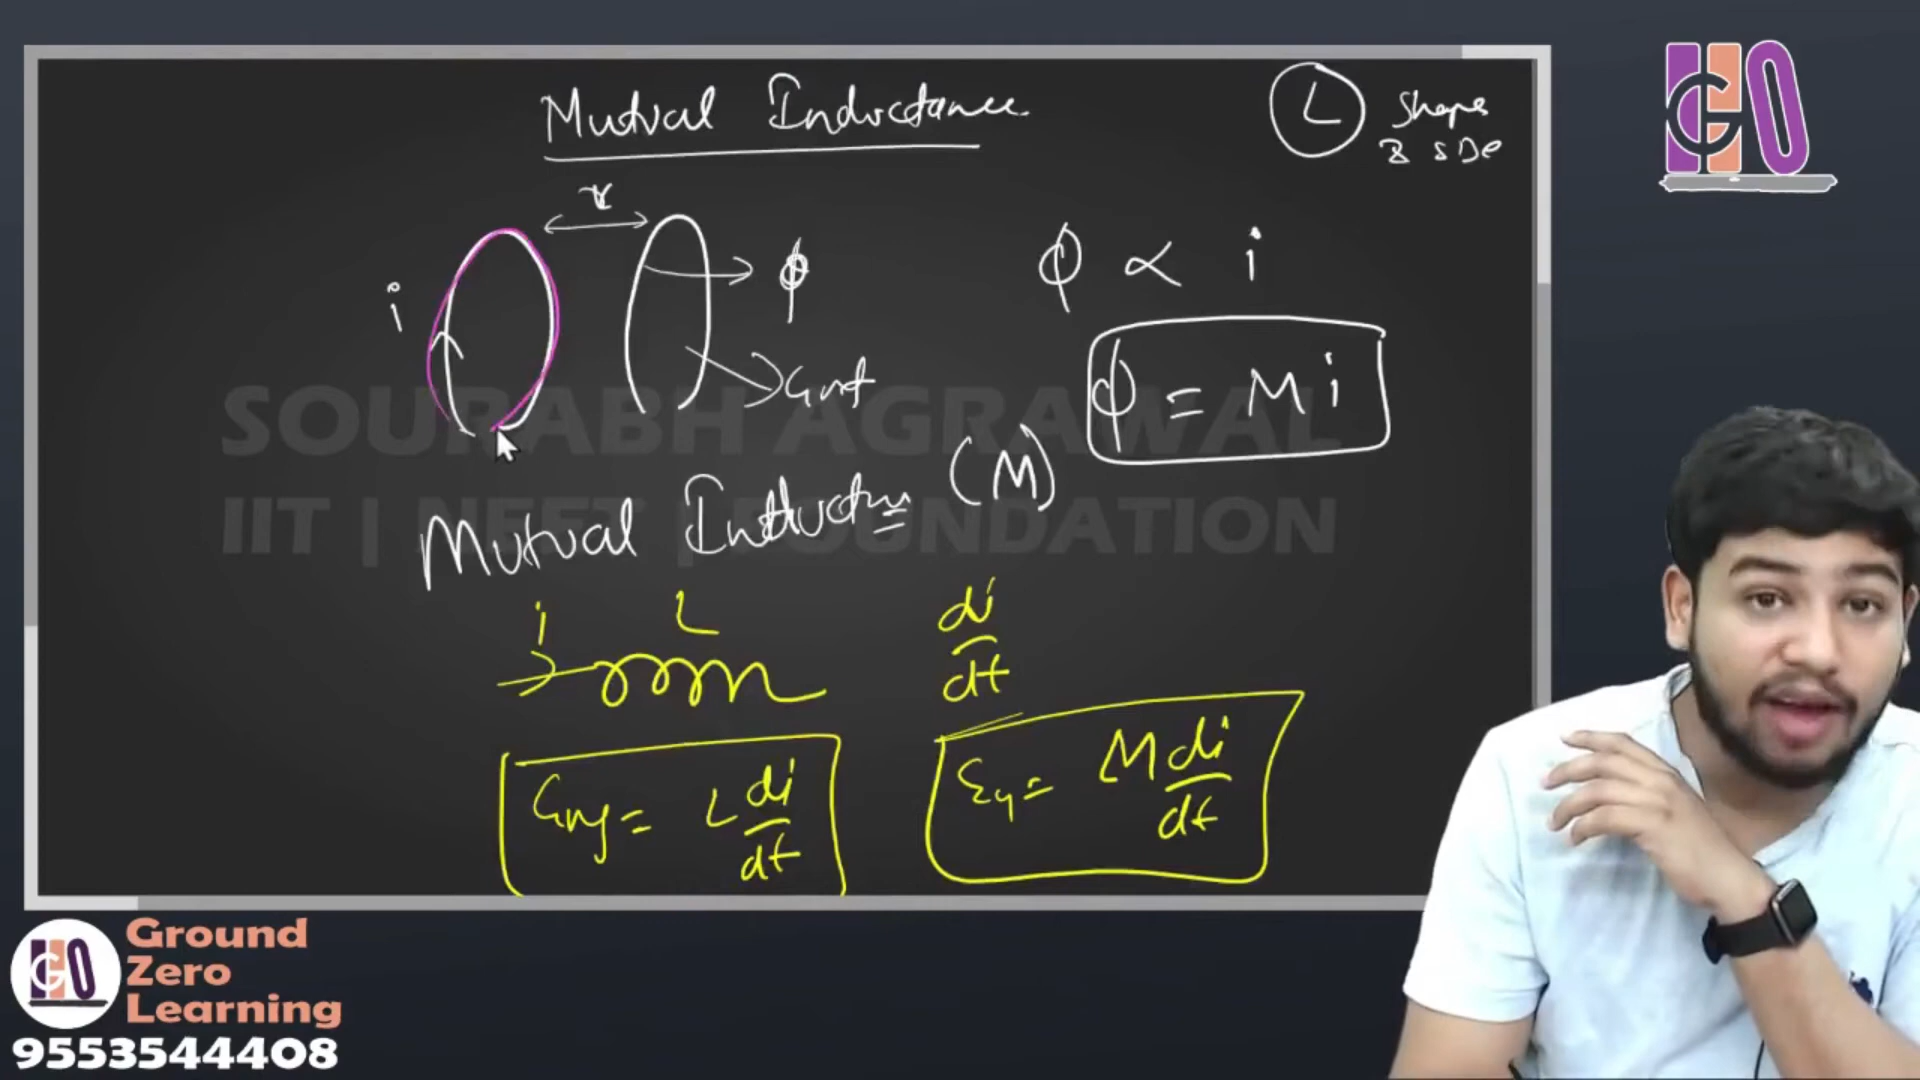 Mutual Inductance
L shape
& size
x
i
ϕ
ϕ ∝ i
ϕ = Mi
SOURABH AGRAWAL
IIT | NEET | FOUNDATION
Mutual (M)
i L
di/dt
= L di/dt
= M di/dt
GO
Ground
Zero
Learning
9553544408